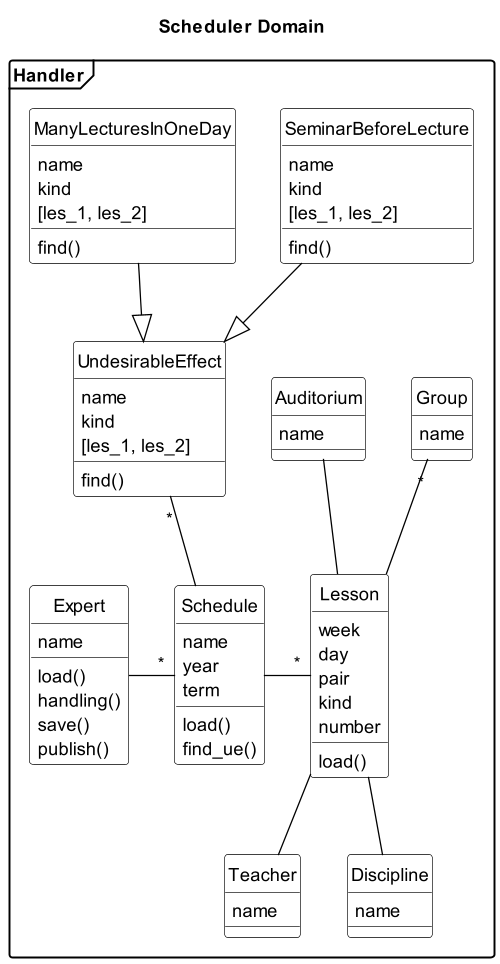 Scheduler Domain
Handler
ManyLecturesInOneDay
name
kind
[les_1, les_2]
find()
SeminarBeforeLecture
name
kind
[les_1, les_2]
find()
UndesirableEffect
name
kind
[les_1, les_2]
find()
Auditorium
name
Group
name
*
*
Expert
name
load()
handling()
save()
publish()
*
Schedule
name
year
term
load()
find_ue()
*
Lesson
week
day
pair
kind
number
load()
Teacher
name
Discipline
name